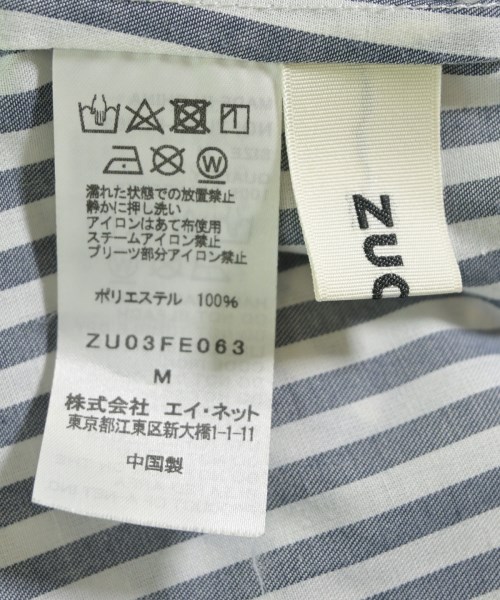 濡れた状態での放置禁止
静かに押し洗い
アイロンはあて布使用
スチームアイロン禁止
プリーツ部分アイロン禁止
ポリエステル 100%
ZU03FE063
M
株式会社 エイ・ネット
東京都江東区新大橋1-1-11
中国製
W
ZUC